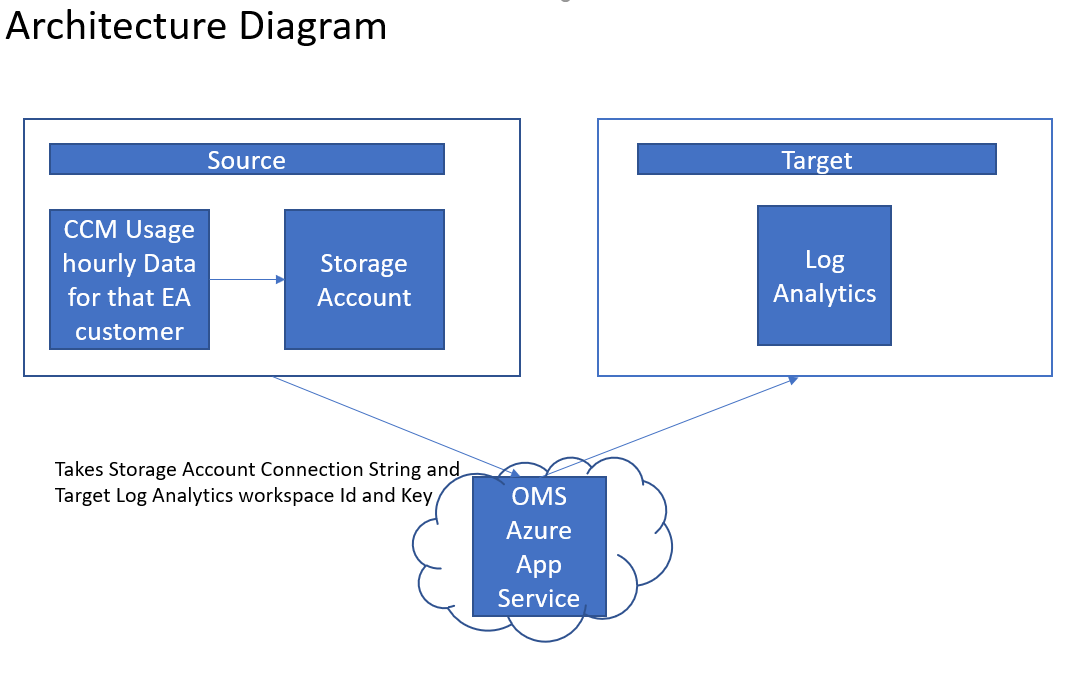 Architecture Diagram
Source
CCM Usage
hourly Data
for that EA
customer
Storage
Account
Target
Log
Analytics
Takes Storage Account Connection String and
Target Log Analytics workspace Id and Key
OMS
Azure
App
Service